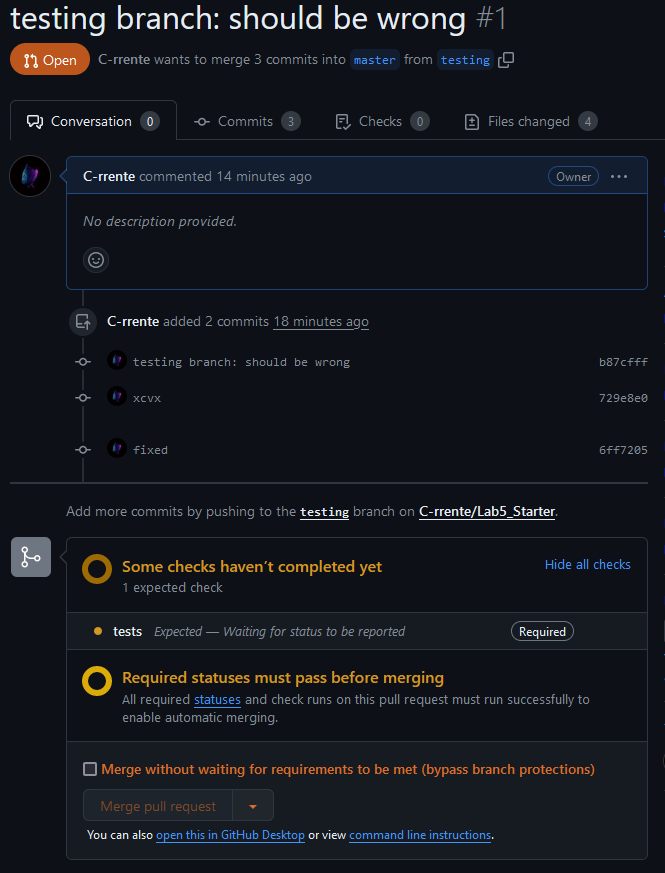 testing branch: should be wrong #1
Open C-rrente wants to merge 3 commits into master from testing
Conversation 0 Commits 3 Checks 0 Files changed 4
C-rrente commented 14 minutes ago Owner
No description provided.
C-rrente added 2 commits 18 minutes ago
testing branch: should be wrong b87cfff
xcvx 729e8e0
fixed 6ff7205
Add more commits by pushing to the testing branch on C-rrente/Lab5_Starter.
Some checks haven't completed yet Hide all checks
1 expected check
tests Expected — Waiting for status to be reported Required
Required statuses must pass before merging
All required statuses and check runs on this pull request must run successfully to
enable automatic merging.
Merge without waiting for requirements to be met (bypass branch protections)
Merge pull request
You can also open this in GitHub Desktop or view command line instructions.